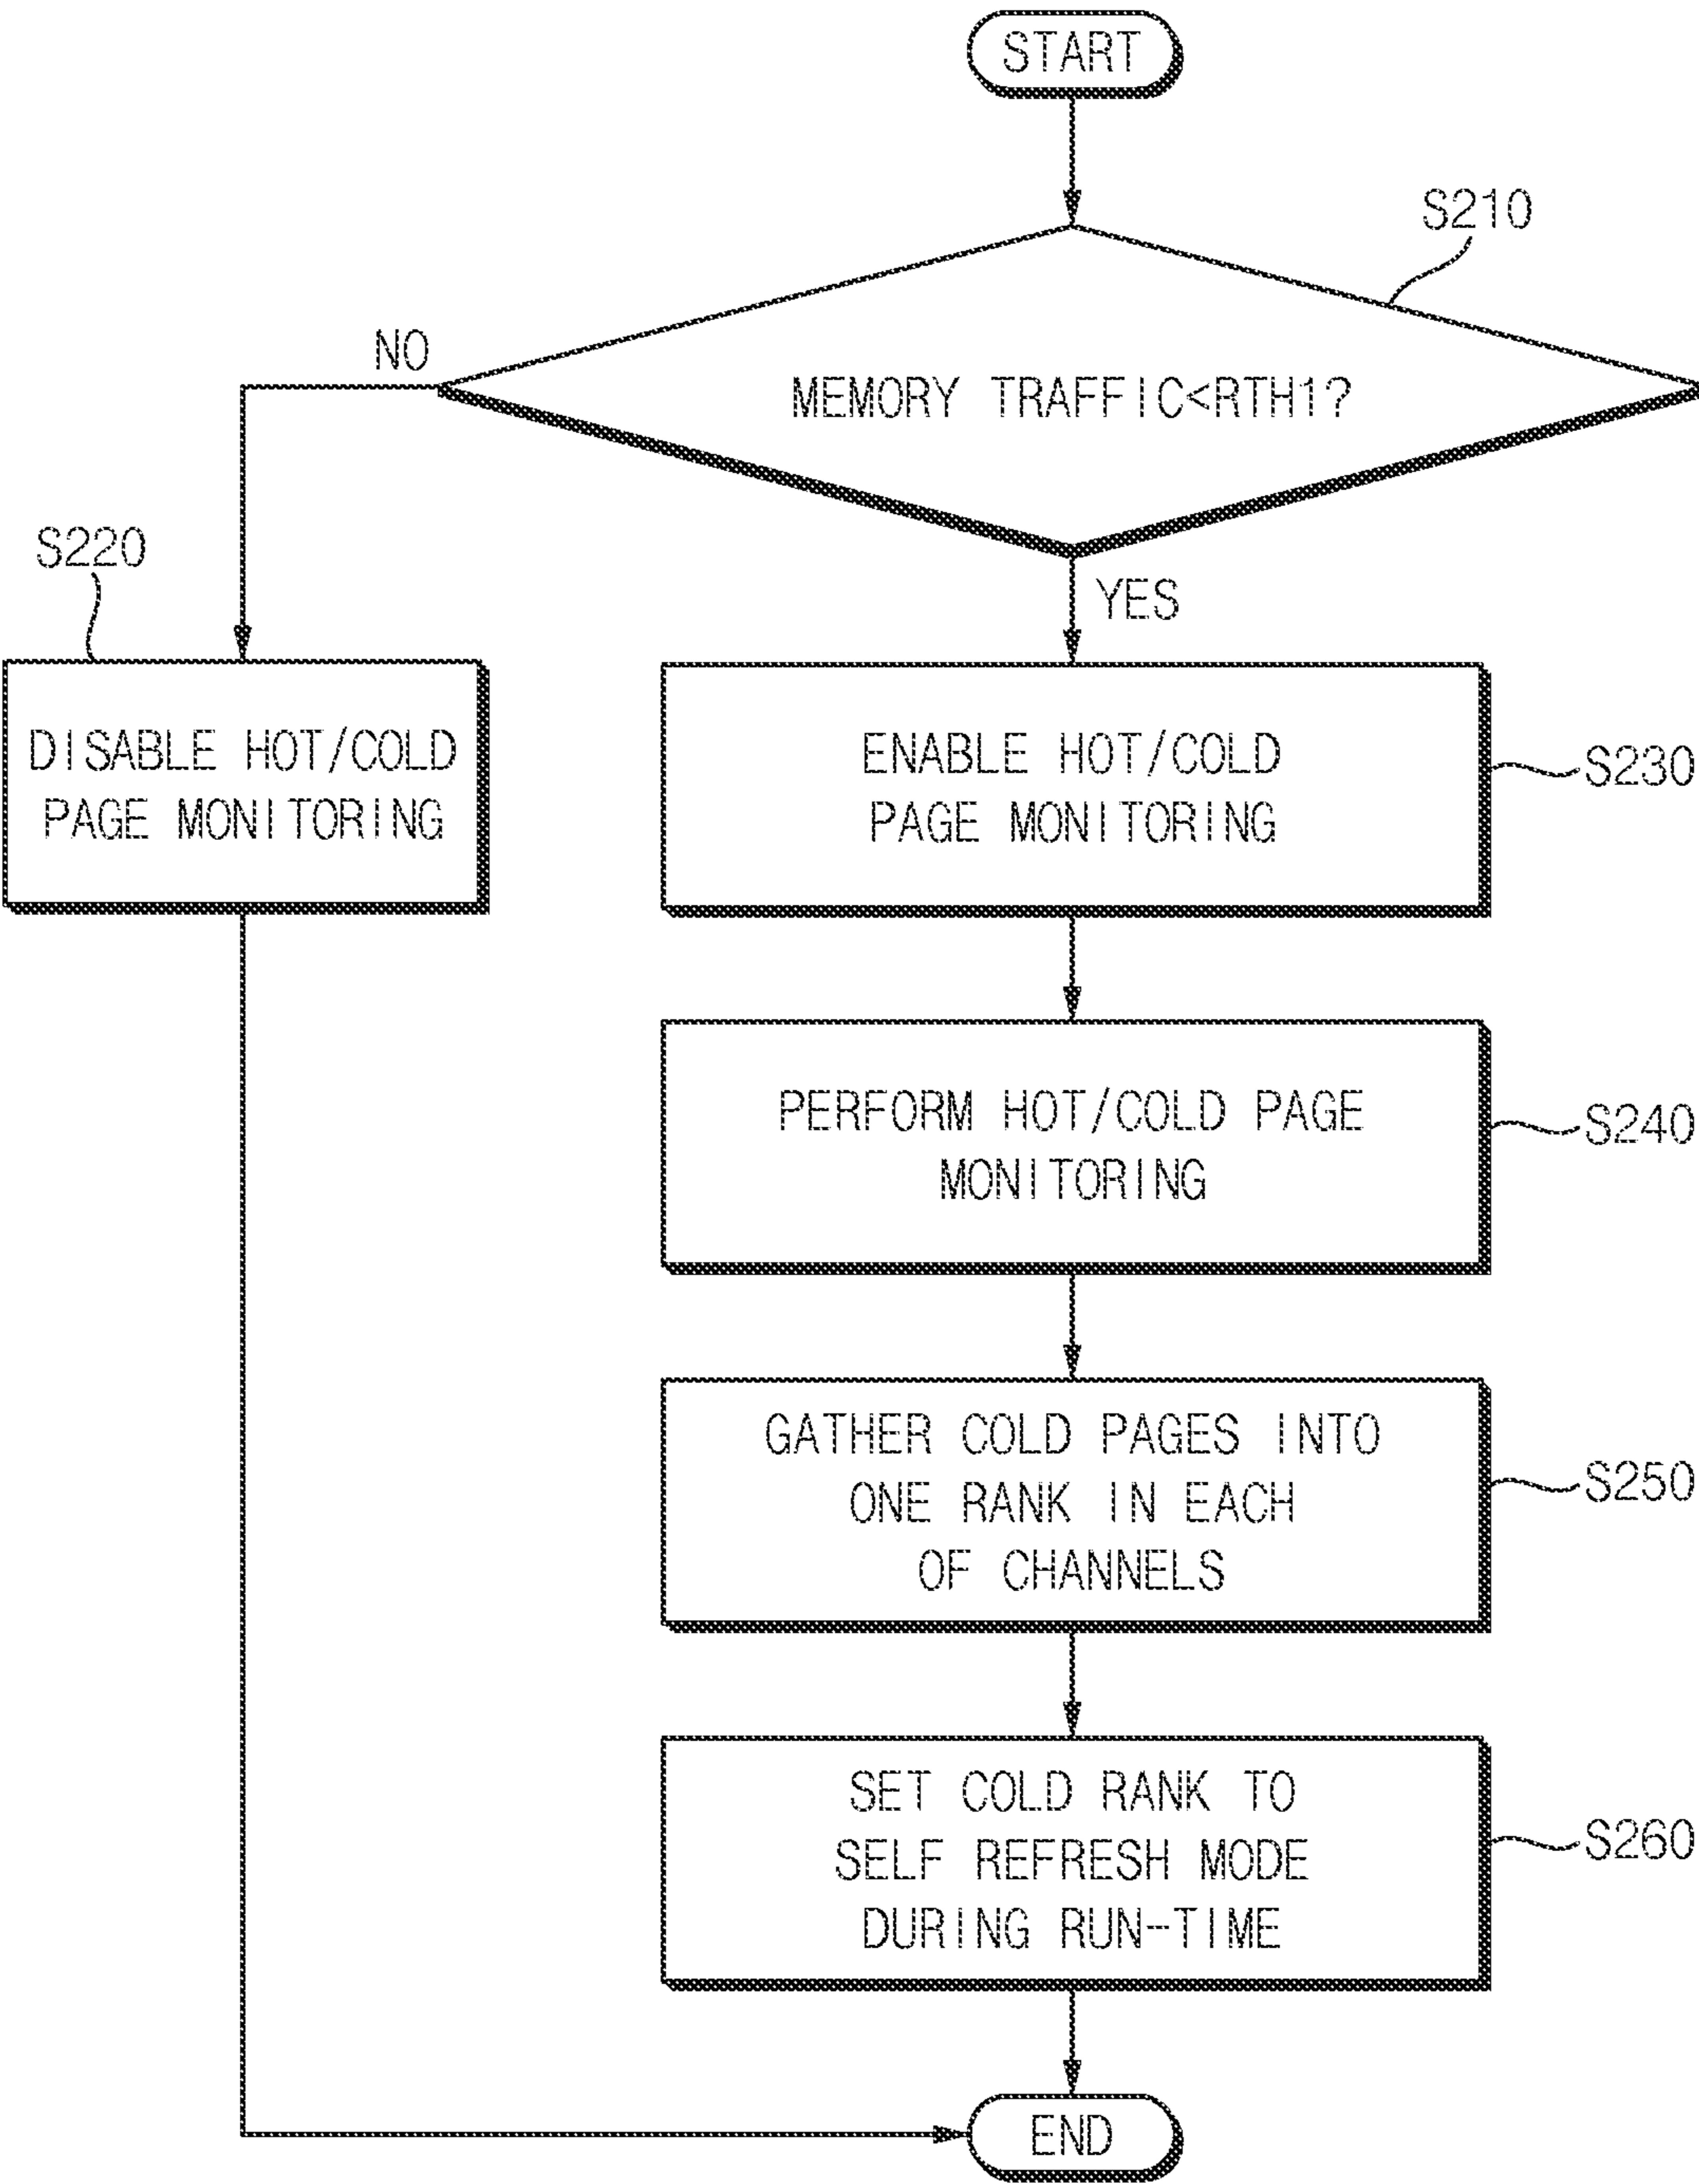 START
S210
NO
MEMORY TRAFFIC<RTH1?
S220
YES
DISABLE HOT/COLD
PAGE MONITORING
ENABLE HOT/COLD
PAGE MONITORING
S230
PERFORM HOT/COLD PAGE
MONITORING
S240
GATHER COLD PAGES INTO
ONE RANK IN EACH
OF CHANNELS
S250
SET COLD RANK TO
SELF REFRESH MODE
DURING RUN-TIME
S260
END